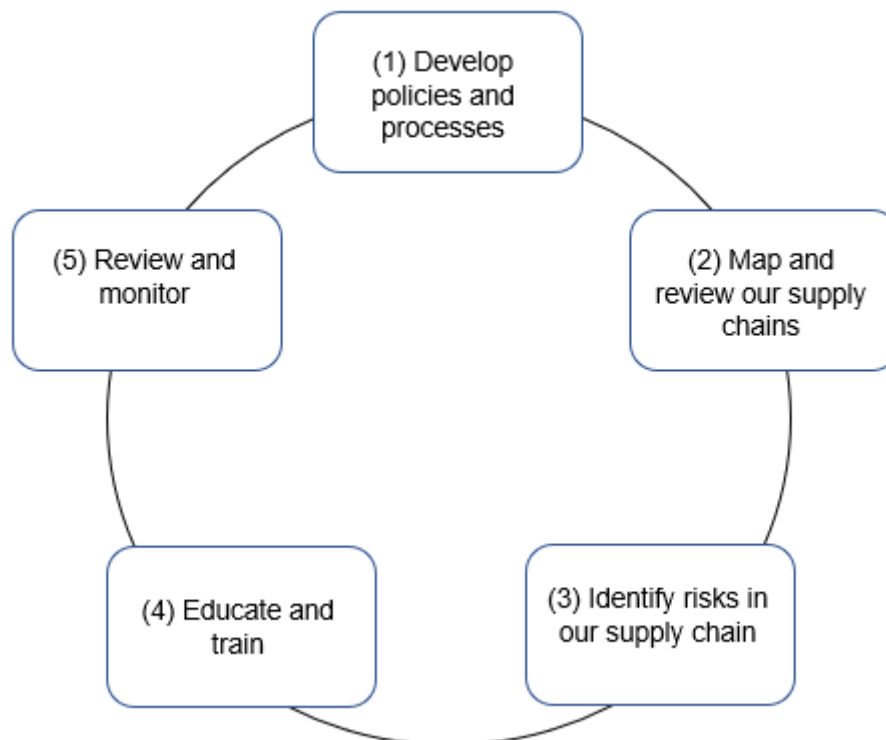 (1) Develop
policies and
processes
(2) Map and
review our supply
chains
(3) Identify risks in
our supply chain
(4) Educate and
train
(5) Review and
monitor